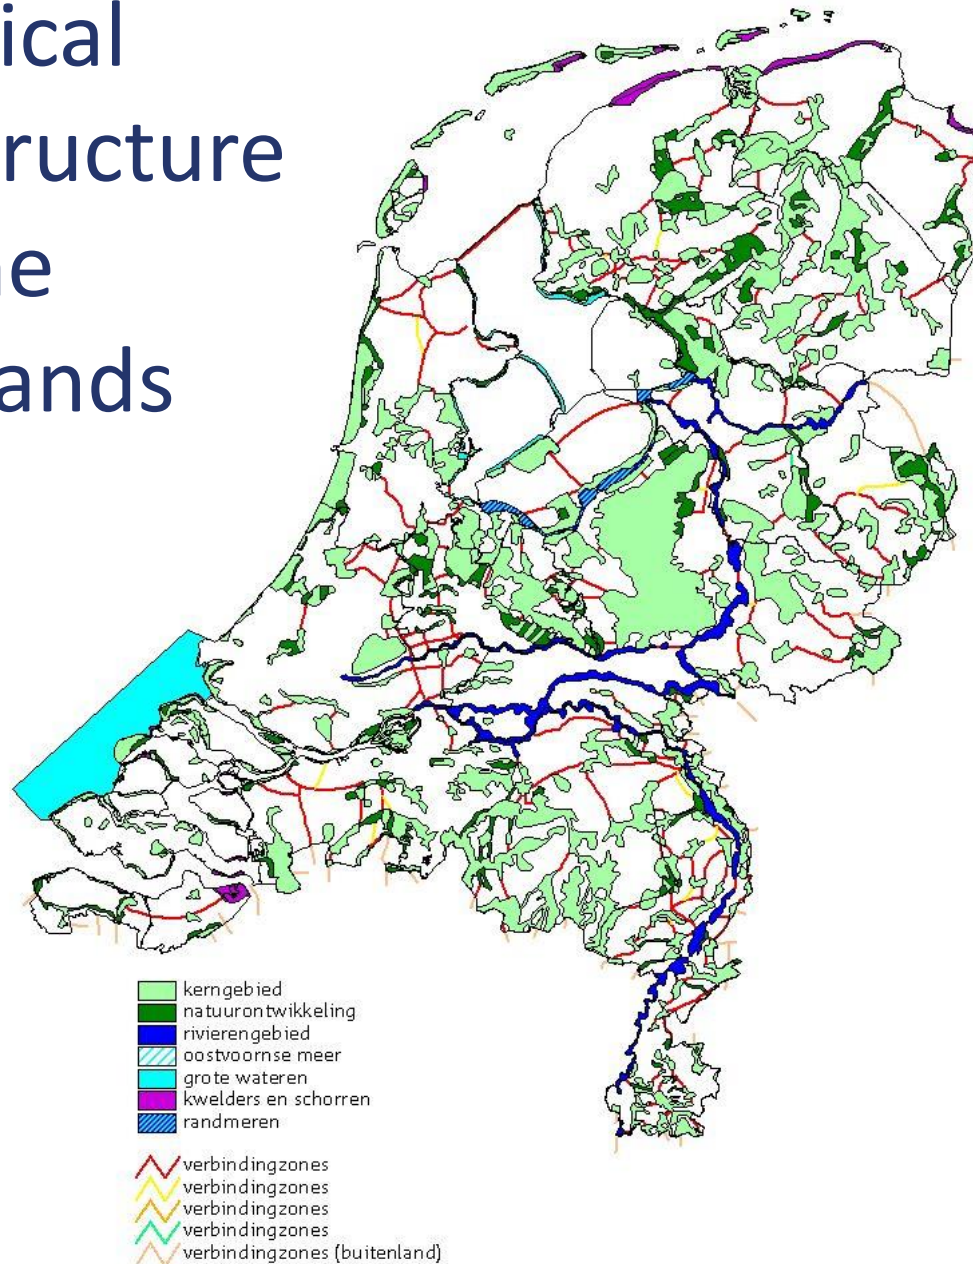 ical
ructure
ne
ands
kerngebied
natuurontwikkeling
rivierengebied
oostvoornse meer
grote wateren
kwelders en schorren
randmeren
verbindingzones
verbindingzones
verbindingzones
verbindingzones
verbindingzones (buitenland)